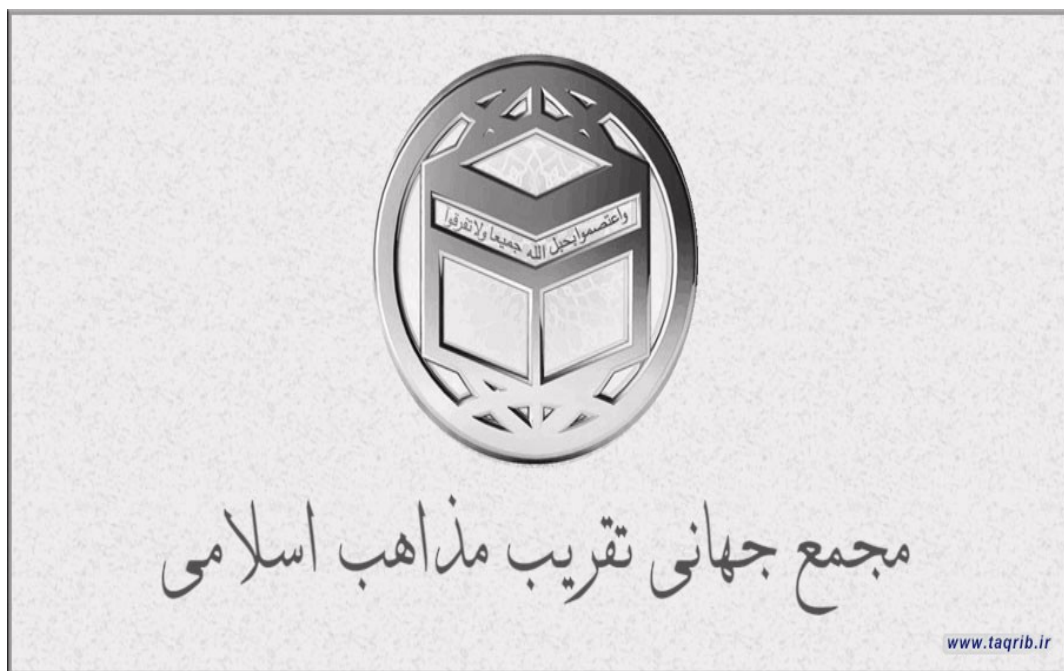 واعتصموا بحبل الله جميعا ولا تفرقوا
مجمع جهانی تقریب مذاهب اسلامی
www.taqrib.ir